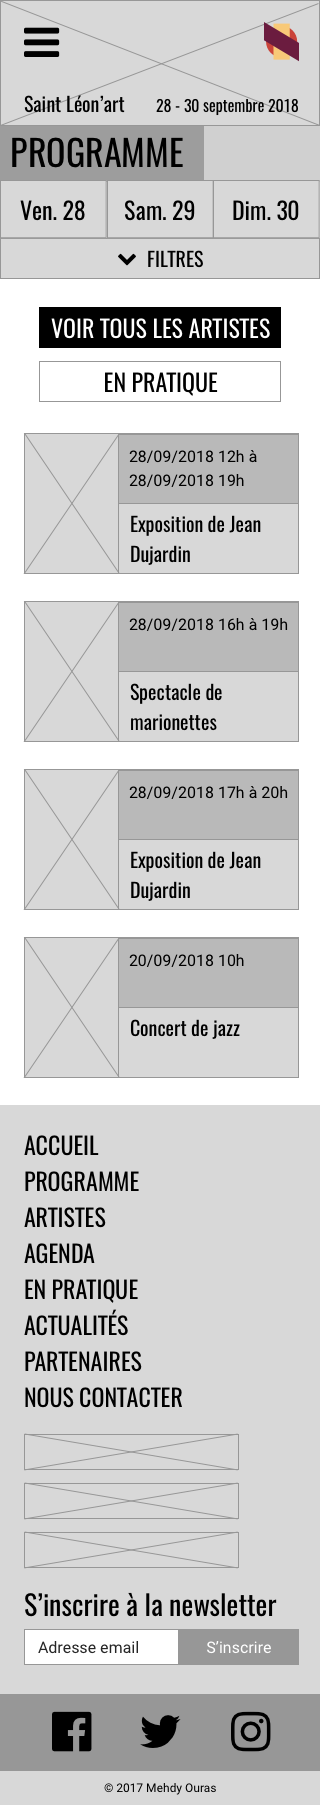 Saint Léon’art 28 - 30 septembre 2018
PROGRAMME
Ven. 28 Sam. 29 Dim. 30
FILTRES
VOIR TOUS LES ARTISTES
EN PRATIQUE
28/09/2018 12h à
28/09/2018 19h
Exposition de Jean
Dujardin
28/09/2018 16h à 19h
Spectacle de
marionettes
28/09/2018 17h à 20h
Exposition de Jean
Dujardin
20/09/2018 10h
Concert de jazz
ACCUEIL
PROGRAMME
ARTISTES
AGENDA
EN PRATIQUE
ACTUALITÉS
PARTENAIRES
NOUS CONTACTER
S’inscrire à la newsletter
Adresse email S’inscrire
© 2017 Mehdy Ouras